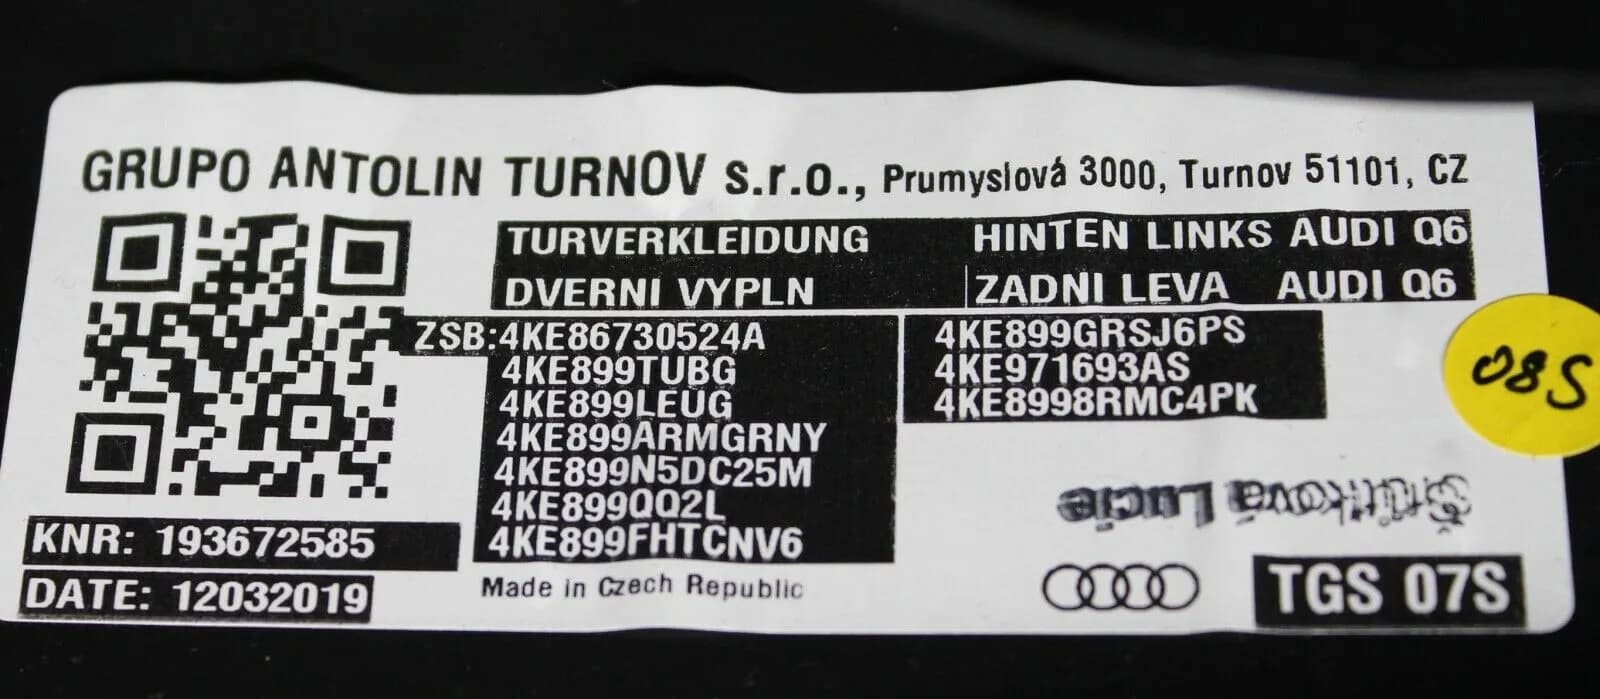 GRUPO ANTOLIN TURNOV s.r.o., Prumyslová 3000, Turnov 51101, CZ
TURVERKLEIDUNG HINTEN LINKS AUDI Q6
DVERNI VYPLN ZADNI LEVA AUDI Q6
ZSB:4KE86730524A
4KE899TUBG
4KE899LEUG
4KE899ARMGRNY
4KE899N5DC25M
4KE899QQ2L
4KE899FHTCNV6
4KE899GRSJ6PS
4KE971693AS
4KE8998RMC4PK
08S
Lucie
KNR: 193672585
DATE: 12032019
Made in Czech Republic
TGS 07S